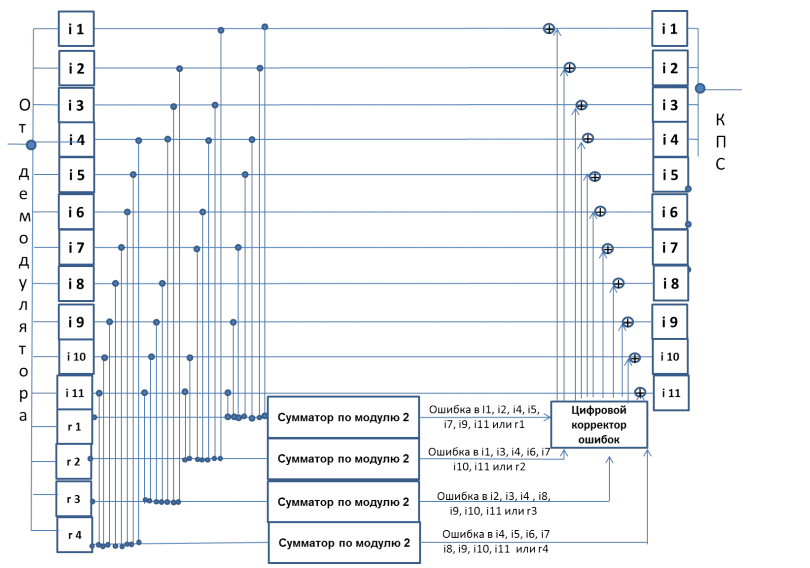 От демодулятора
i 1
i 2
i 3
i 4
i 5
i 6
i 7
i 8
i 9
i 10
i 11
r 1
r 2
r 3
r 4
Сумматор по модулю 2
Сумматор по модулю 2
Сумматор по модулю 2
Сумматор по модулю 2
Ошибка в I1, i2, i4, i5,
i7, i9, i11 или r1
Ошибка в i1, i3, i4, i6, i7
i10, i11 или r2
Ошибка в i2, i3, i4 , i8,
i9, i10, i11 или r3
Ошибка в i4, i5, i6, i7
i8, i9, i10, i11 или r4
Цифровой
корректор
ошибок
i 1
i 2
i 3
i 4
i 5
i 6
i 7
i 8
i 9
i 10
i 11
КПС